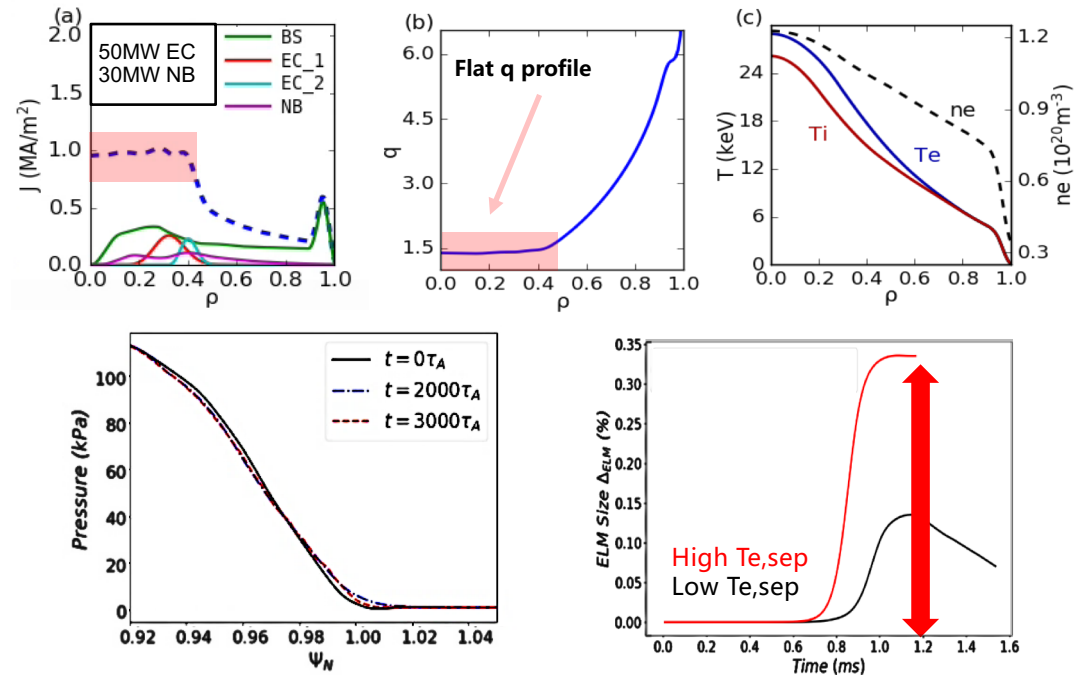 (a)
2.0
1.5
1.0
0.5
0.0
J (MA/m²)
50MW EC
30MW NB
BS
EC_1
EC_2
NB
0.0 0.2 0.4 0.6 0.8 1.0
ρ
(b)
6.0
4.5
3.0
1.5
q
Flat q profile
0.0 0.2 0.4 0.6 0.8 1.0
ρ
(c)
24
18
12
6
0
T (keV)
ne
Ti
Te
1.2
0.9
0.6
0.3
ne (10²⁰m⁻³)
0.0 0.2 0.4 0.6 0.8 1.0
ρ
100
80
60
40
20
0
Pressure (kPa)
t = 0τA
t = 2000τA
t = 3000τA
0.92 0.94 0.96 0.98 1.00 1.02 1.04
ΨN
0.35
0.30
0.25
0.20
0.15
0.10
0.05
0.00
ELM Size ΔELM (%)
High Te,sep
Low Te,sep
0.0 0.2 0.4 0.6 0.8 1.0 1.2 1.4 1.6
Time (ms)